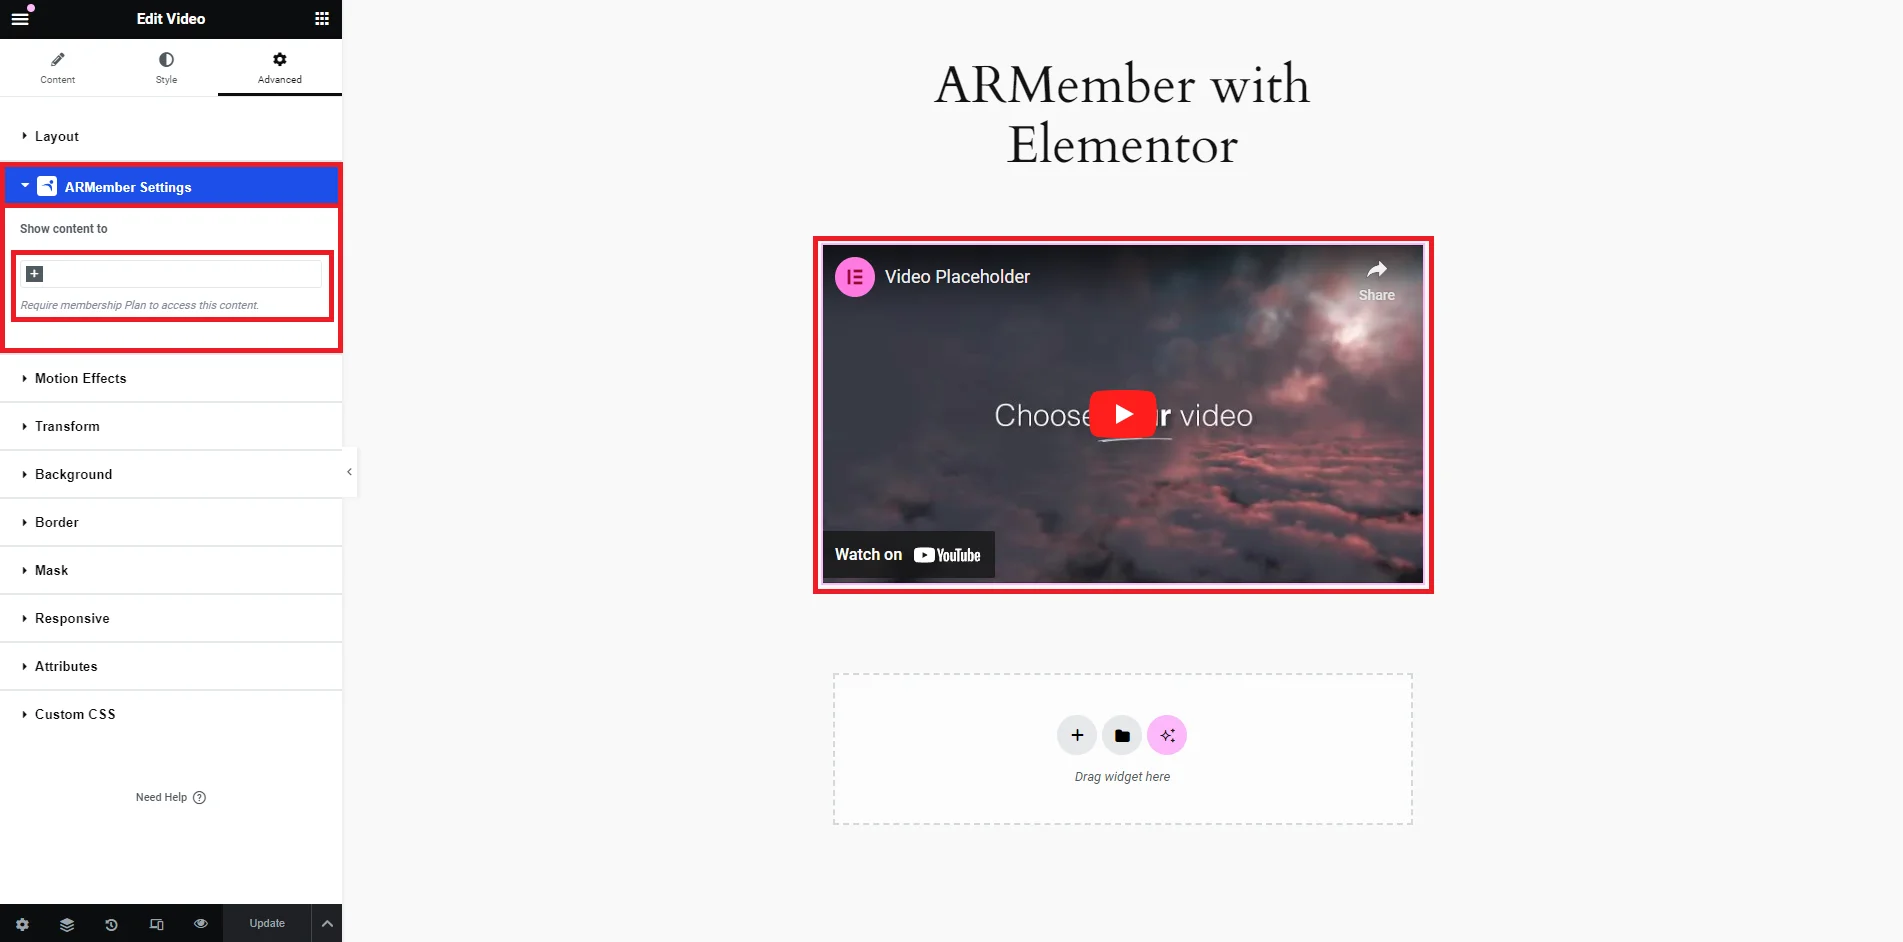 Edit Video
Content
Style
Advanced
Layout
ARMember Settings
Show content to
Require membership Plan to access this content.
Motion Effects
Transform
Background
Border
Mask
Responsive
Attributes
Custom CSS
Need Help
Update
ARMember with
Elementor
Video Placeholder
Share
Choose video
Watch on YouTube
Drag widget here